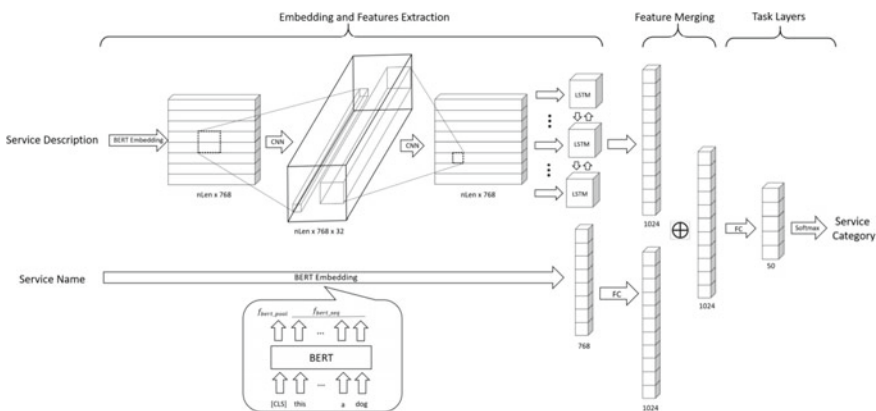 Embedding and Features Extraction
Feature Merging
Task Layers
Service Description
BERT Embedding
nLen x 768
CNN
nLen x 768 x 32
CNN
nLen x 768
LSTM
LSTM
LSTM
1024
1024
FC
50
Softmax
Service
Category
Service Name
BERT Embedding
768
FC
1024
f_bert_pool f_bert_seq
...
BERT
...
[CLS] this a dog